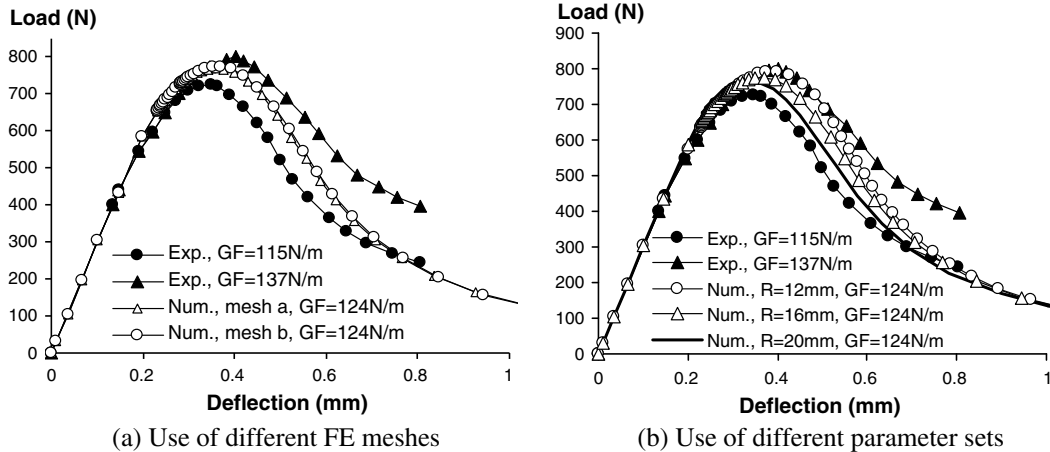 Load (N)
800
700
600
500
400
300
200
100
0
Exp., GF=115N/m
Exp., GF=137N/m
Num., mesh a, GF=124N/m
Num., mesh b, GF=124N/m
0 0.2 0.4 0.6 0.8 1
Deflection (mm)
(a) Use of different FE meshes
Load (N)
900
800
700
600
500
400
300
200
100
0
Exp., GF=115N/m
Exp., GF=137N/m
Num., R=12mm, GF=124N/m
Num., R=16mm, GF=124N/m
Num., R=20mm, GF=124N/m
0 0.2 0.4 0.6 0.8 1
Deflection (mm)
(b) Use of different parameter sets